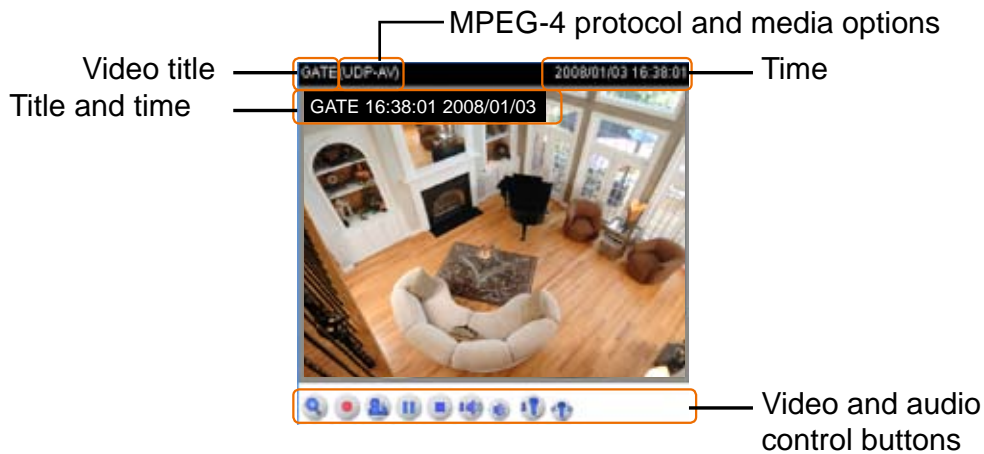 MPEG-4 protocol and media options
Video title
GATE(UDP-AV)
2008/01/03 16:38:01
Time
Title and time
GATE 16:38:01 2008/01/03
Video and audio
control buttons